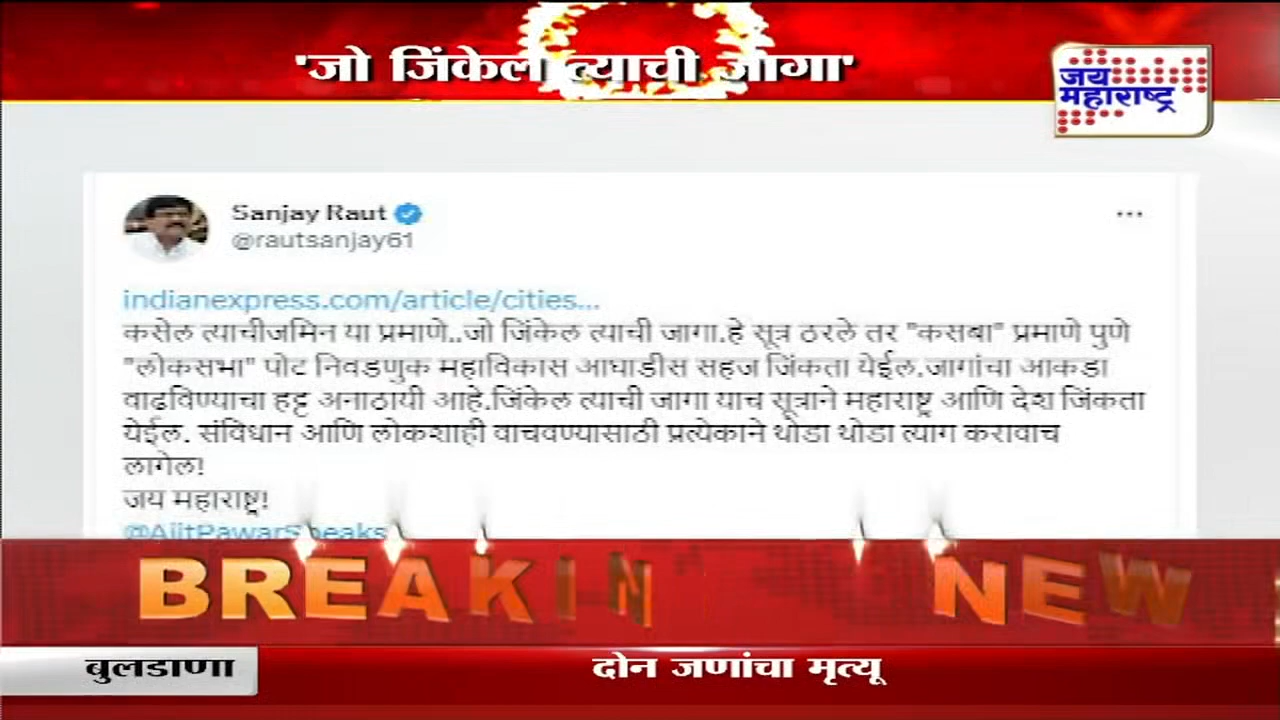 'जो जिंकेल त्याची जागा'
जय
महाराष्ट्र
Sanjay Raut
@rautsanjay61
indianexpress.com/article/cities...
कसेल त्याचीजमिन या प्रमाणे..जो जिंकेल त्याची जागा.हे सूत्र ठरले तर "कसबा" प्रमाणे पुणे
"लोकसभा" पोट निवडणुक महाविकास आघाडीस सहज जिंकता येईल.जागांचा आकडा
वाढविण्याचा हट्ट अनाठायी आहे.जिंकेल त्याची जागा याच सूत्राने महाराष्ट्र आणि देश जिंकता
येईल. संविधान आणि लोकशाही वाचवण्यासाठी प्रत्येकाने थोडा थोडा त्याग करावाच
लागेल!
जय महाराष्ट्र!
@AjitPawarSpeaks
BREAKIN NEW
बुलडाणा
दोन जणांचा मृत्यू